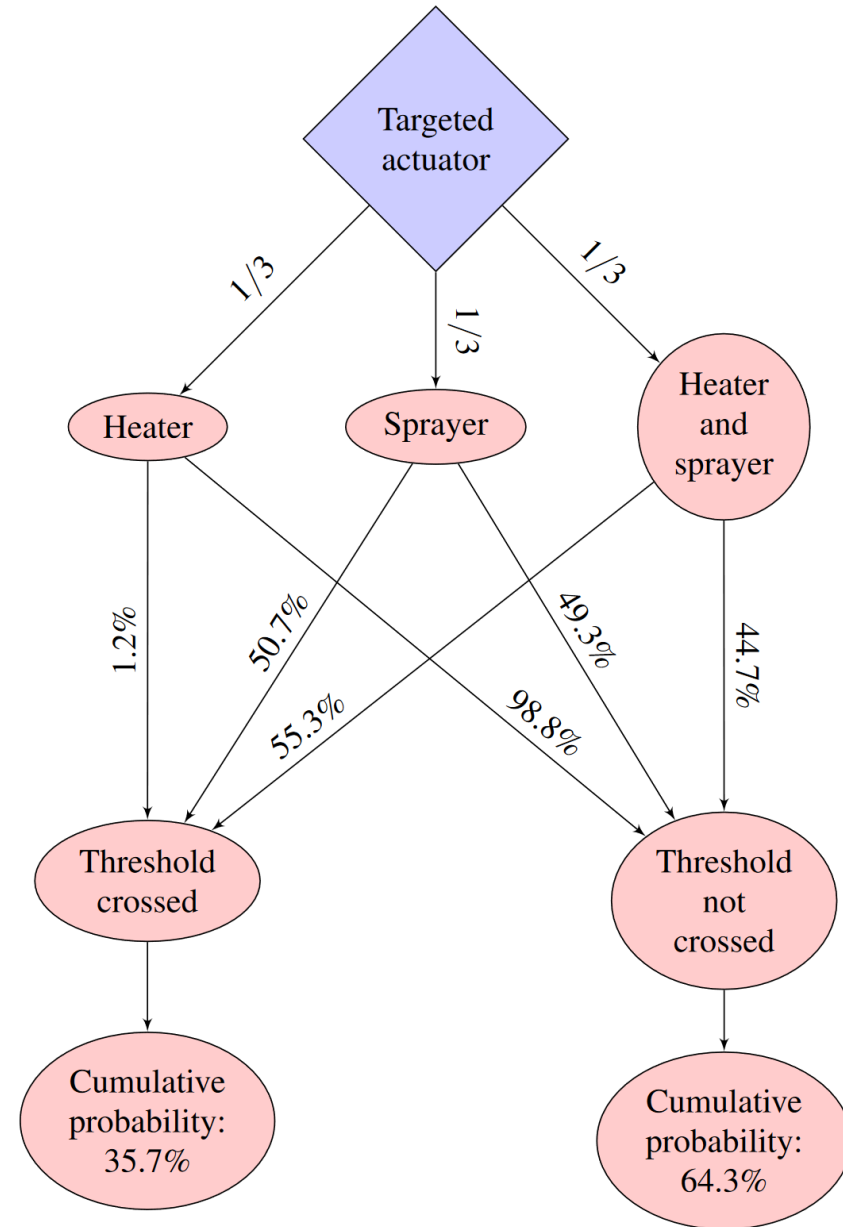 Targeted
actuator
1/3
1/3
1/3
Heater
Sprayer
Heater
and
sprayer
1.2%
50.7%
55.3%
98.8%
49.3%
44.7%
Threshold
crossed
Threshold
not
crossed
Cumulative
probability:
35.7%
Cumulative
probability:
64.3%